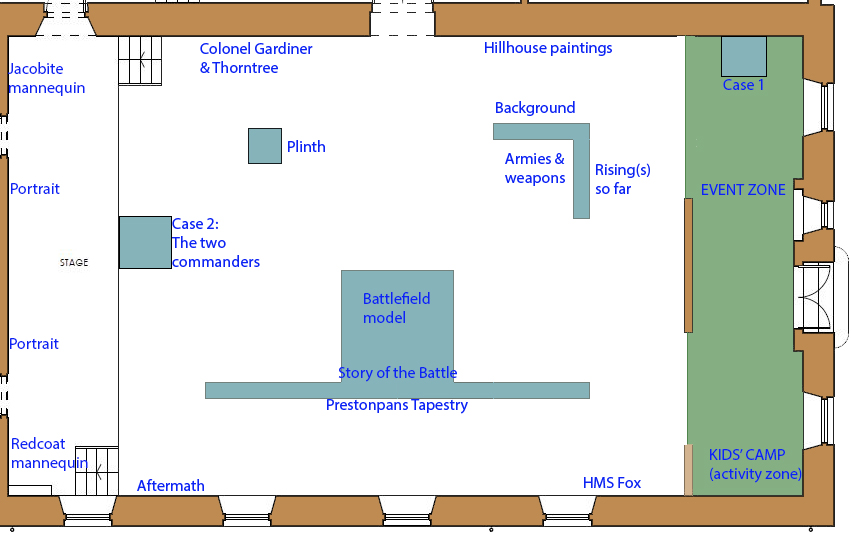 Colonel Gardiner
& Thorntree
Hillhouse paintings
Jacobite
mannequin
Case 1
Background
Plinth
Armies &
weapons
Rising(s)
so far
Portrait
EVENT ZONE
Case 2:
The two
commanders
STAGE
Battlefield
model
Portrait
Story of the Battle
Prestonpans Tapestry
Redcoat
mannequin
KIDS’ CAMP
(activity zone)
Aftermath
HMS Fox